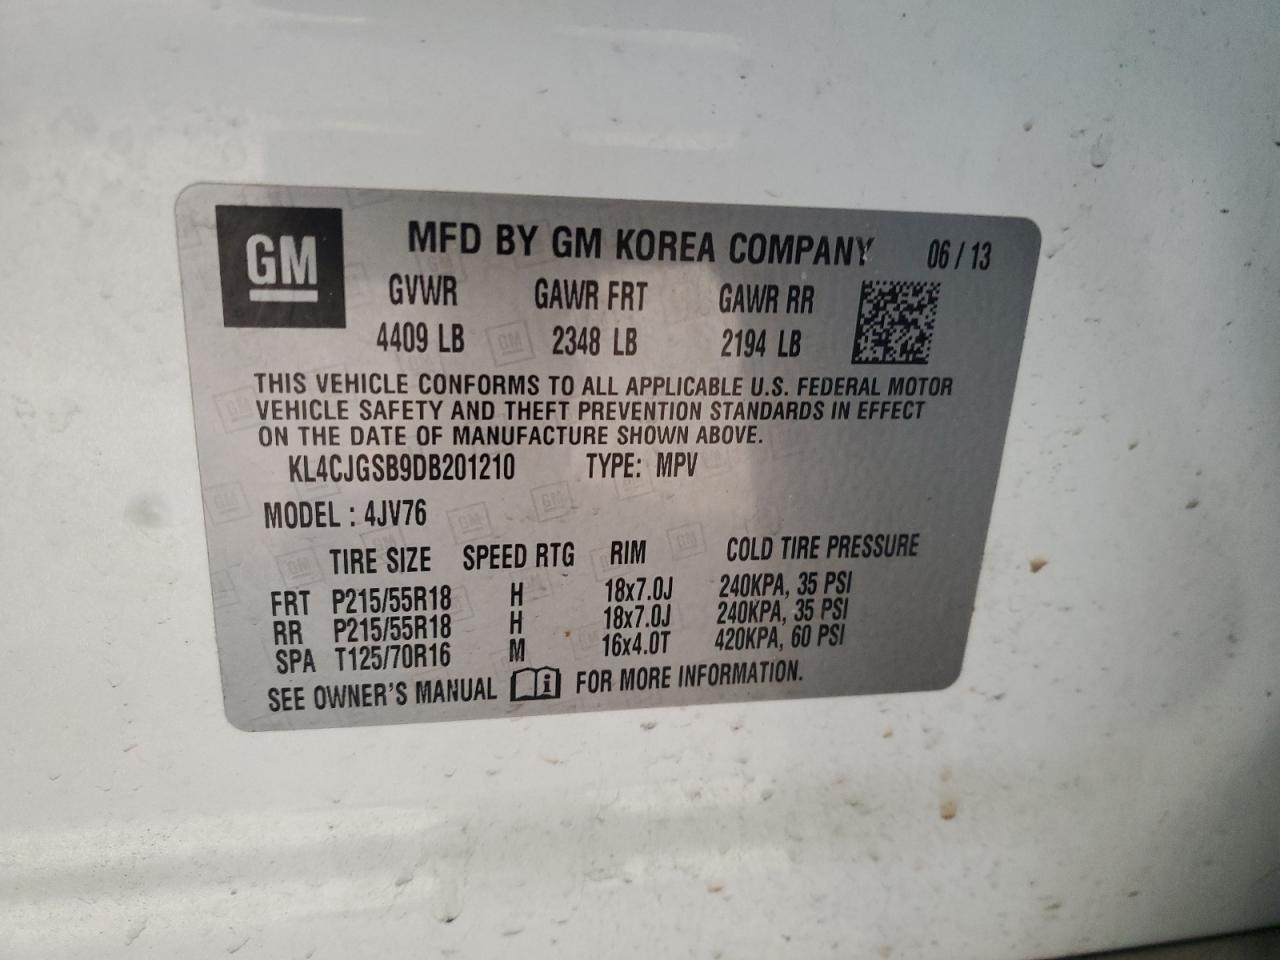 GM
MFD BY GM KOREA COMPANY 06 / 13
GVWR GAWR FRT GAWR RR
4409 LB 2348 LB 2194 LB
THIS VEHICLE CONFORMS TO ALL APPLICABLE U.S. FEDERAL MOTOR
VEHICLE SAFETY AND THEFT PREVENTION STANDARDS IN EFFECT
ON THE DATE OF MANUFACTURE SHOWN ABOVE.
KL4CJGSB9DB201210 TYPE: MPV
MODEL : 4JV76
TIRE SIZE SPEED RTG RIM COLD TIRE PRESSURE
FRT P215/55R18 H 18x7.0J 240KPA, 35 PSI
RR P215/55R18 H 18x7.0J 240KPA, 35 PSI
SPA T125/70R16 M 16x4.0T 420KPA, 60 PSI
SEE OWNER'S MANUAL i FOR MORE INFORMATION.